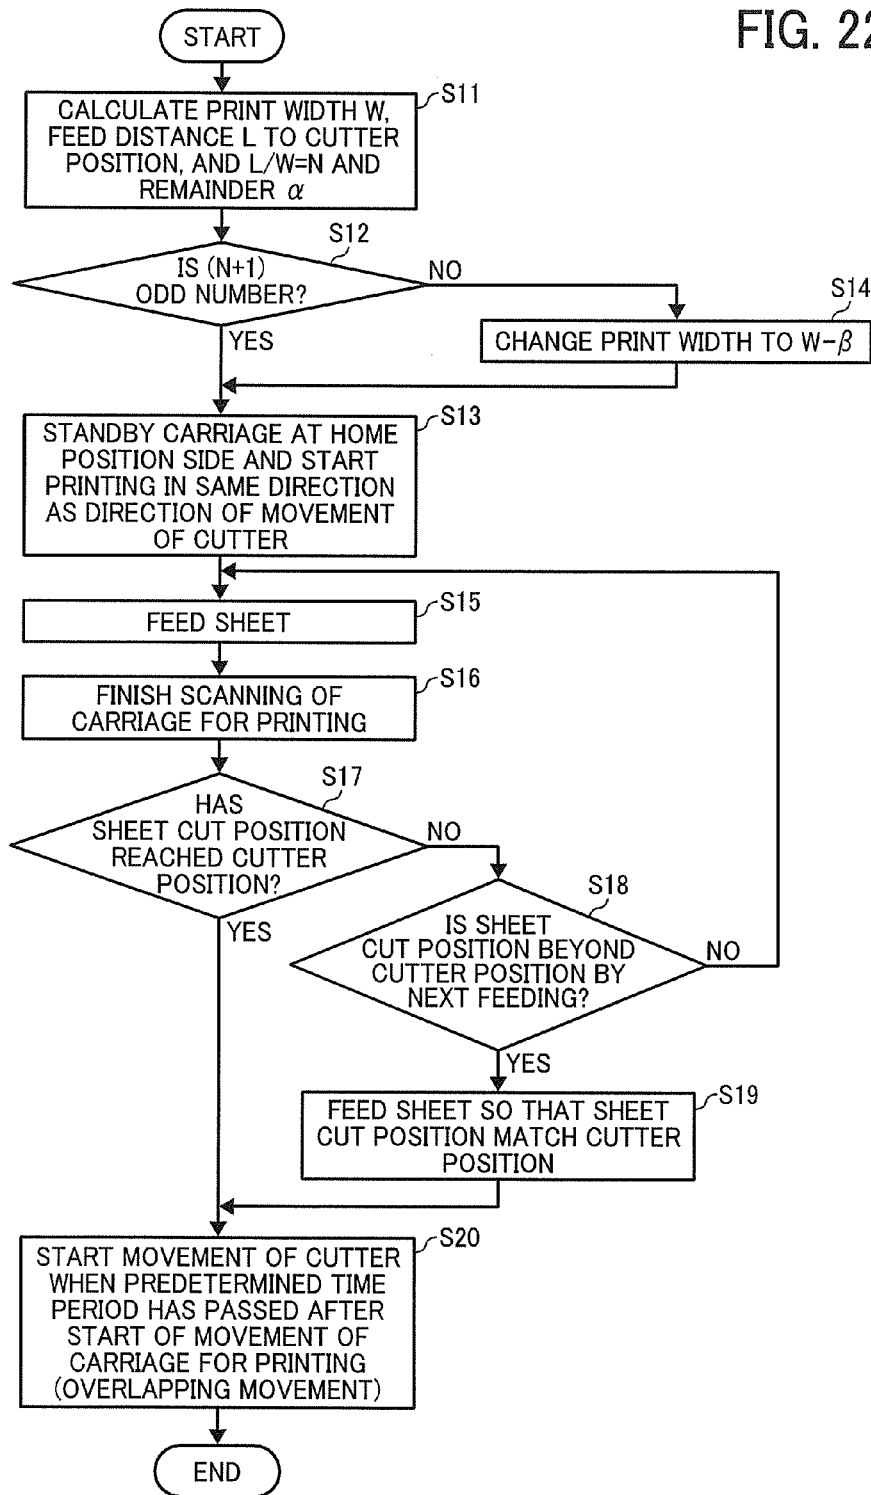 FIG. 22
START
S11
CALCULATE PRINT WIDTH W,
FEED DISTANCE L TO CUTTER
POSITION, AND L/W=N AND
REMAINDER α
S12
IS (N+1)
ODD NUMBER?
NO
YES
S14
CHANGE PRINT WIDTH TO W-β
S13
STANDBY CARRIAGE AT HOME
POSITION SIDE AND START
PRINTING IN SAME DIRECTION
AS DIRECTION OF MOVEMENT
OF CUTTER
S15
FEED SHEET
S16
FINISH SCANNING OF
CARRIAGE FOR PRINTING
S17
HAS
SHEET CUT POSITION
REACHED CUTTER
POSITION?
NO
YES
S18
IS SHEET
CUT POSITION BEYOND
CUTTER POSITION BY
NEXT FEEDING?
NO
YES
S19
FEED SHEET SO THAT SHEET
CUT POSITION MATCH CUTTER
POSITION
S20
START MOVEMENT OF CUTTER
WHEN PREDETERMINED TIME
PERIOD HAS PASSED AFTER
START OF MOVEMENT OF
CARRIAGE FOR PRINTING
(OVERLAPPING MOVEMENT)
END